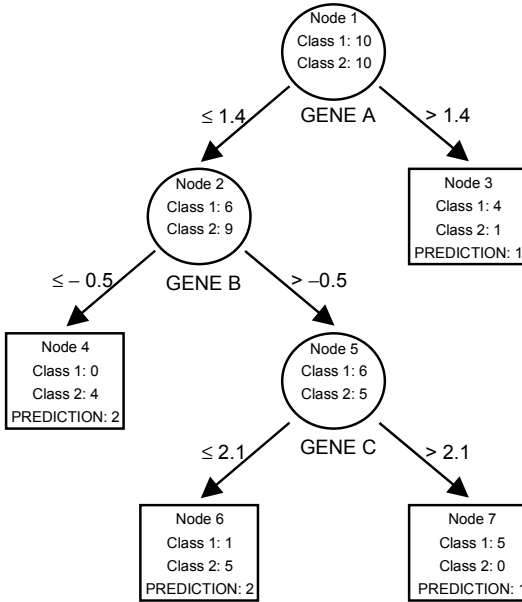 Node 1
Class 1: 10
Class 2: 10
≤ 1.4
GENE A
> 1.4
Node 2
Class 1: 6
Class 2: 9
Node 3
Class 1: 4
Class 2: 1
PREDICTION: 1
≤ – 0.5
GENE B
> –0.5
Node 4
Class 1: 0
Class 2: 4
PREDICTION: 2
Node 5
Class 1: 6
Class 2: 5
≤ 2.1
GENE C
> 2.1
Node 6
Class 1: 1
Class 2: 5
PREDICTION: 2
Node 7
Class 1: 5
Class 2: 0
PREDICTION: 1